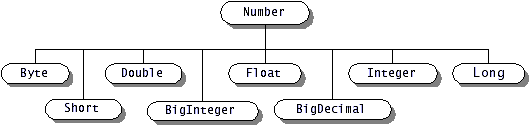 Number
Byte
Double
Float
Integer
Long
Short
BigInteger
BigDecimal